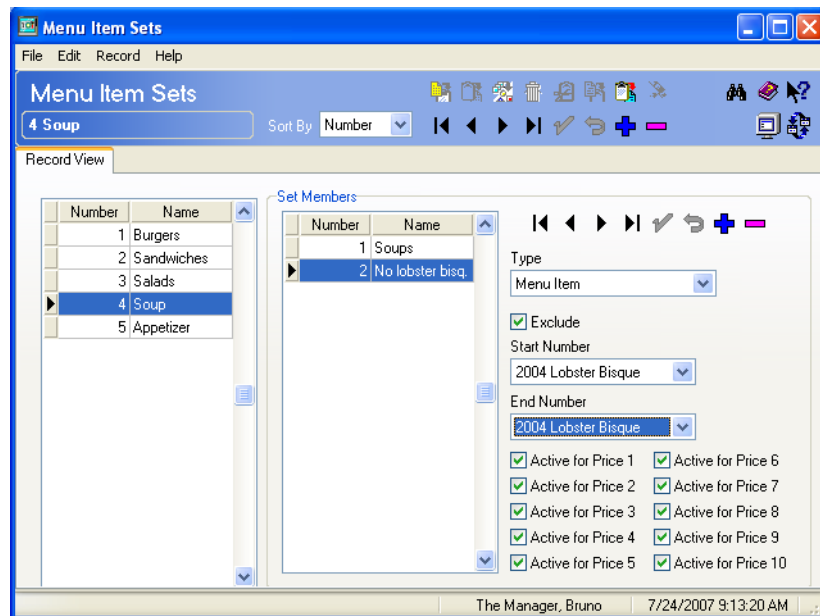 Menu Item Sets
File Edit Record Help
Menu Item Sets
4 Soup
Sort By Number
Record View
Number Name
1 Burgers
2 Sandwiches
3 Salads
4 Soup
5 Appetizer
Set Members
Number Name
1 Soups
2 No lobster bisq.
Type
Menu Item
Exclude
Start Number
2004 Lobster Bisque
End Number
2004 Lobster Bisque
Active for Price 1 Active for Price 6
Active for Price 2 Active for Price 7
Active for Price 3 Active for Price 8
Active for Price 4 Active for Price 9
Active for Price 5 Active for Price 10
The Manager, Bruno 7/24/2007 9:13:20 AM